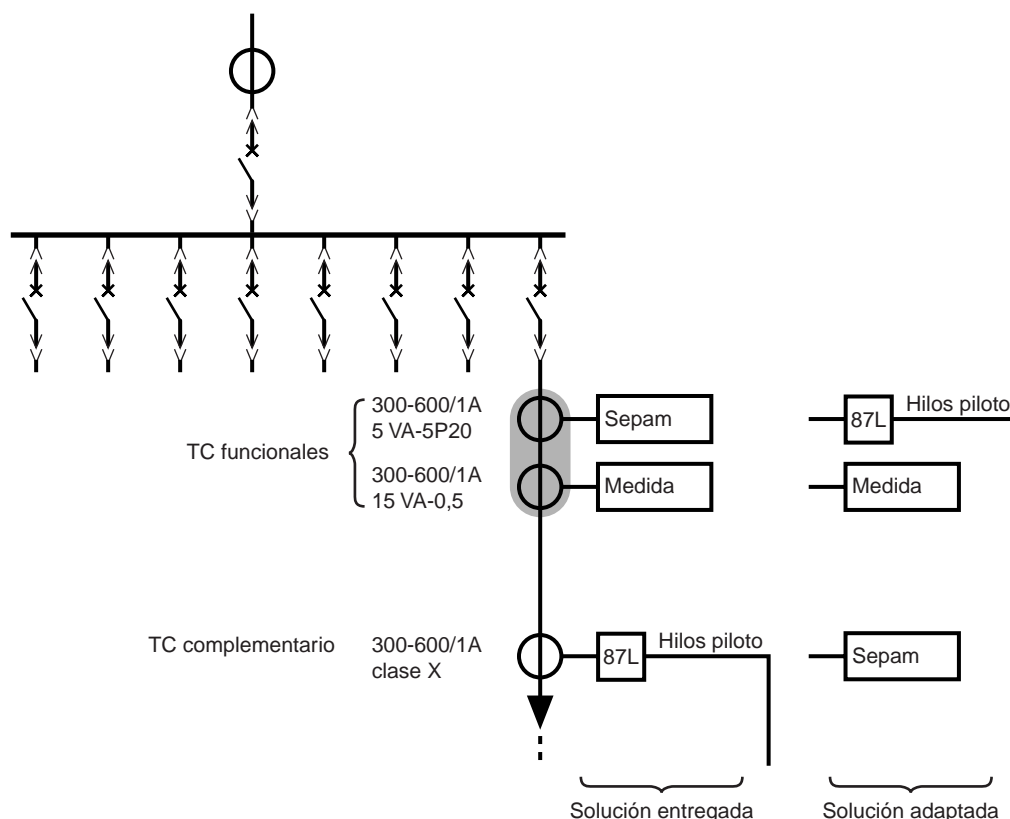 300-600/1A
5 VA-5P20
Sepam
87L
Hilos piloto
TC funcionales
300-600/1A
15 VA-0,5
Medida
Medida
TC complementario
300-600/1A
clase X
87L
Hilos piloto
Sepam
Solución entregada
Solución adaptada